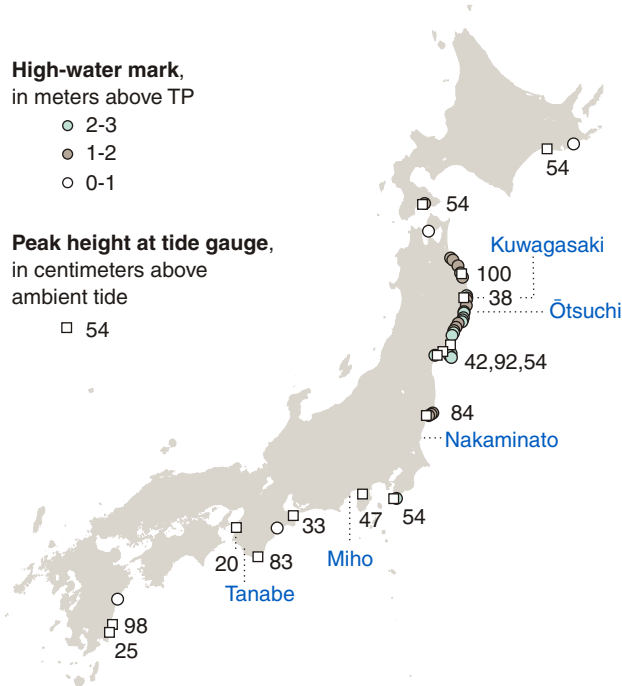 High-water mark,
in meters above TP
2-3
1-2
0-1
Peak height at tide gauge,
in centimeters above
ambient tide
54
54
54
Kuwagasaki
100
38
Ōtsuchi
42,92,54
84
Nakaminato
54
47
33
Miho
20
83
Tanabe
98
25